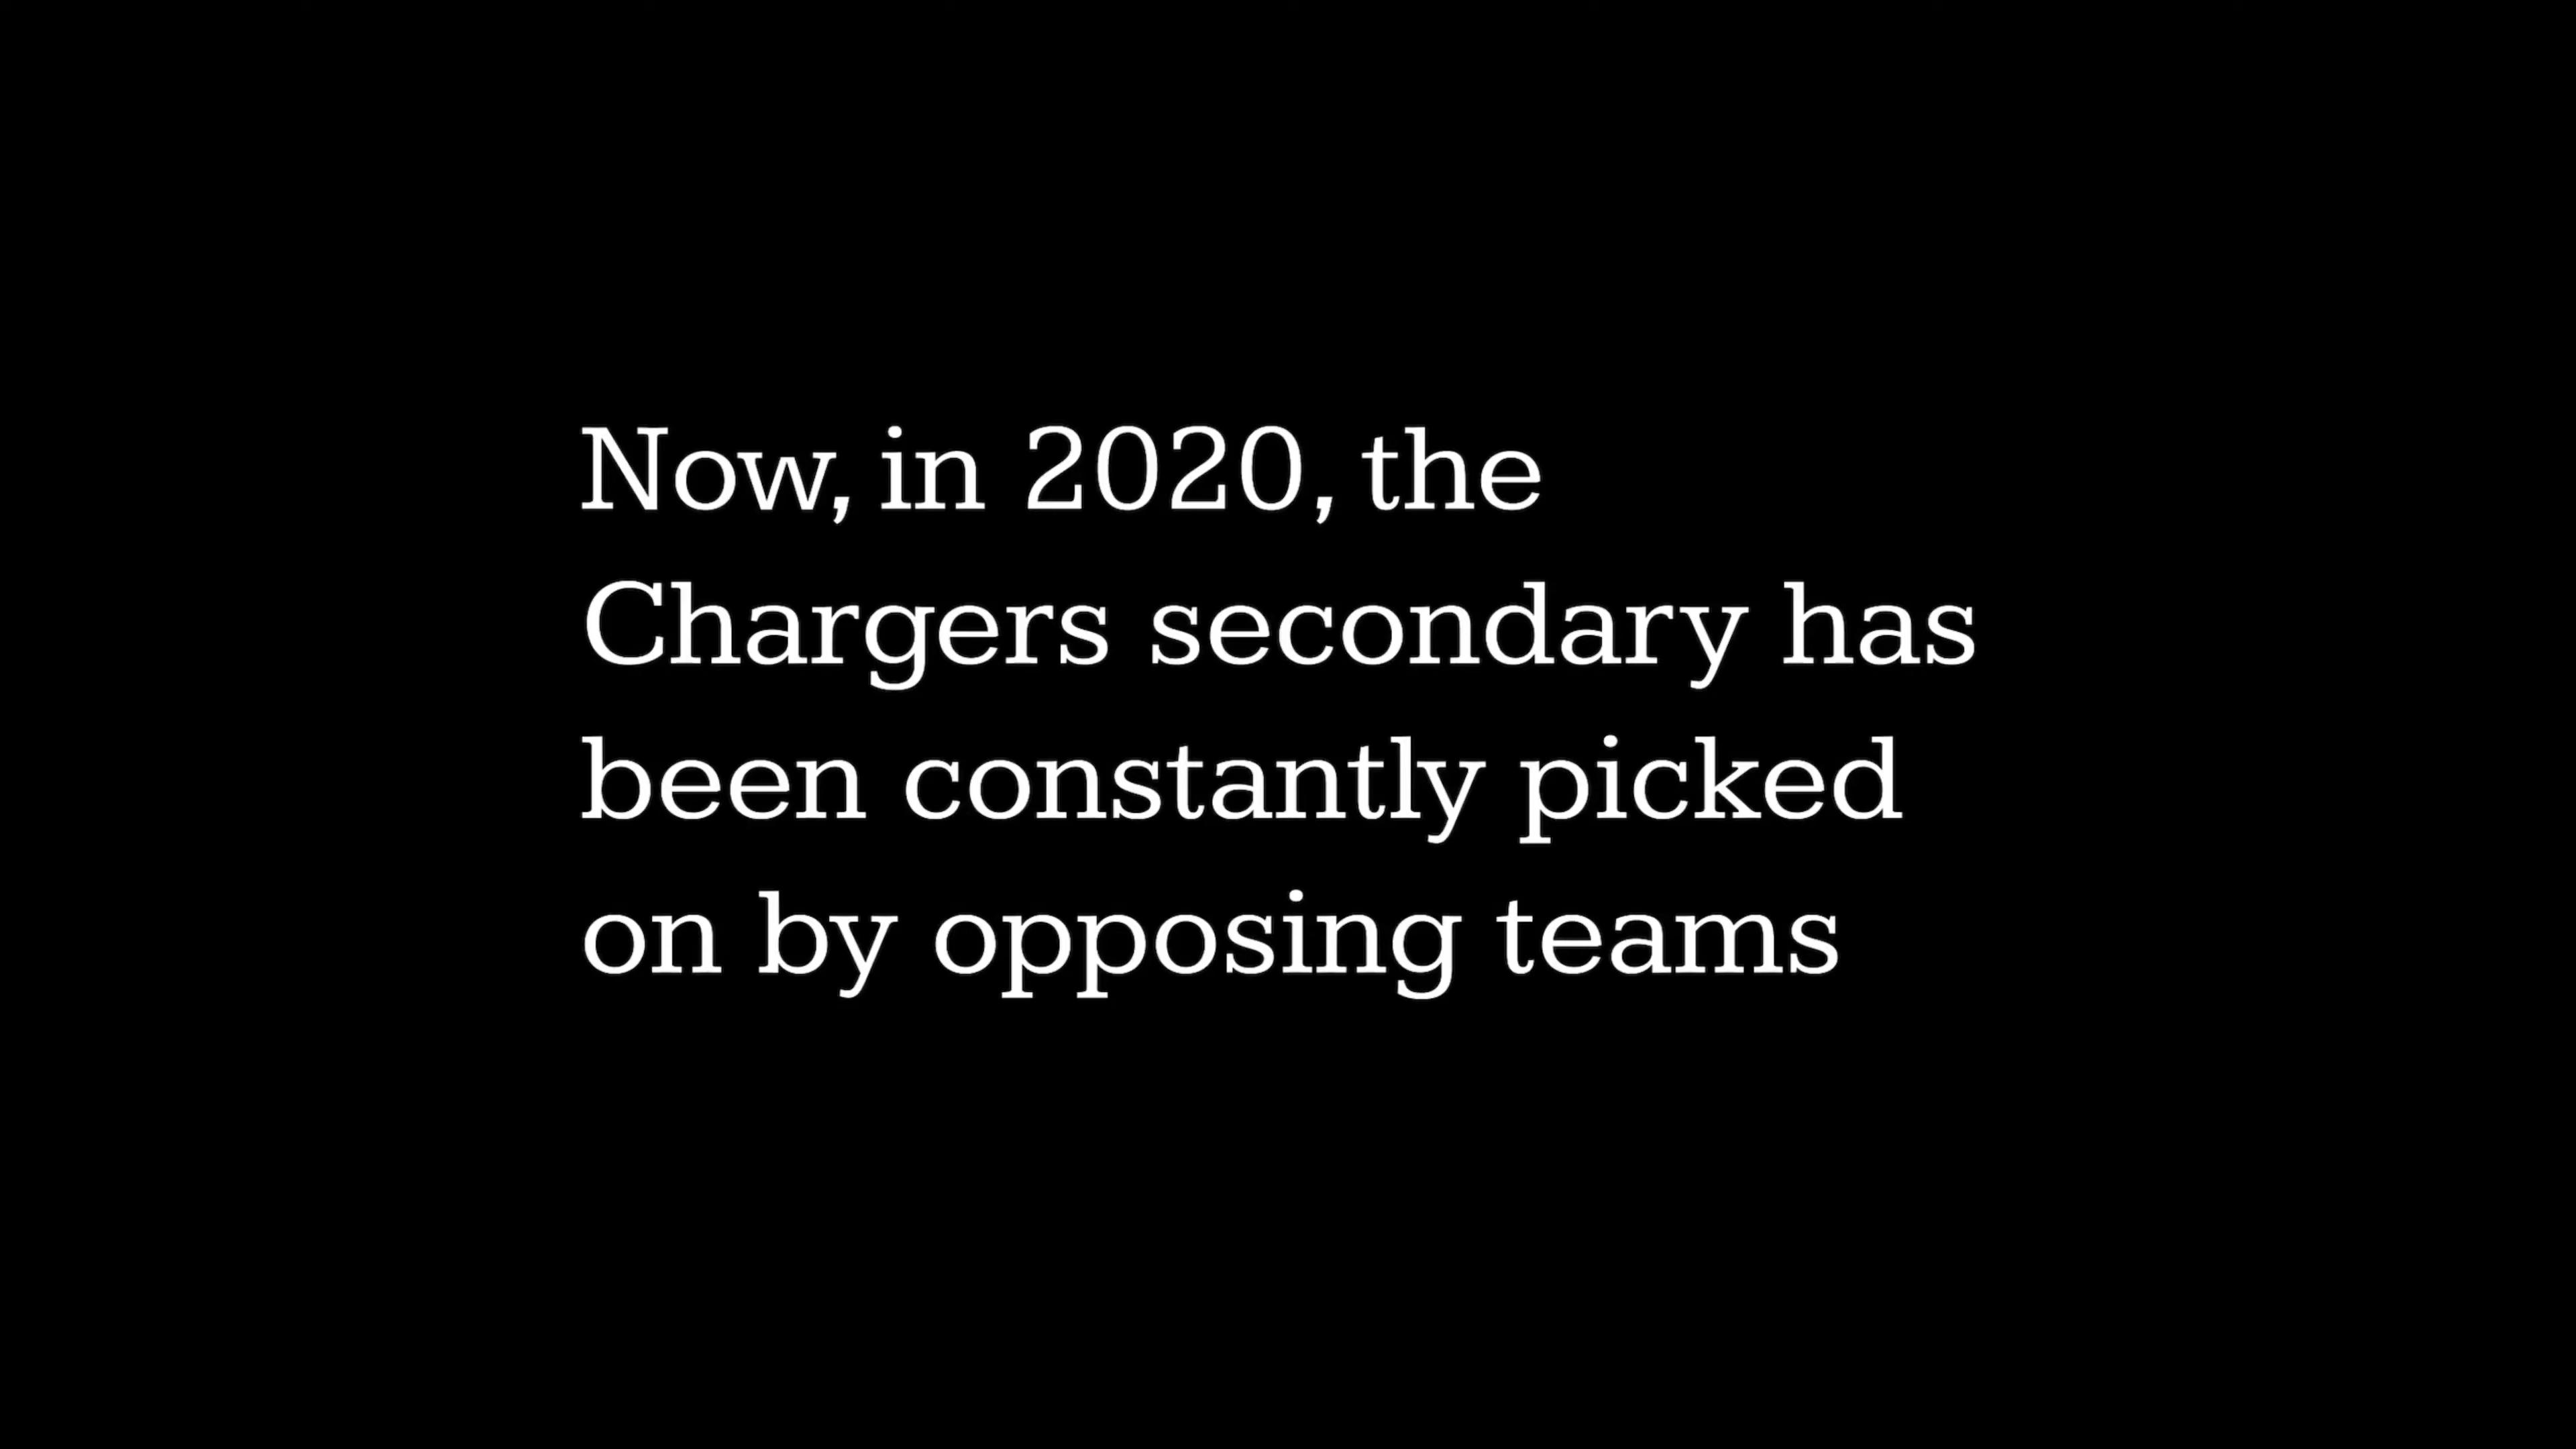 Now, in 2020, the
Chargers secondary has
been constantly picked
on by opposing teams